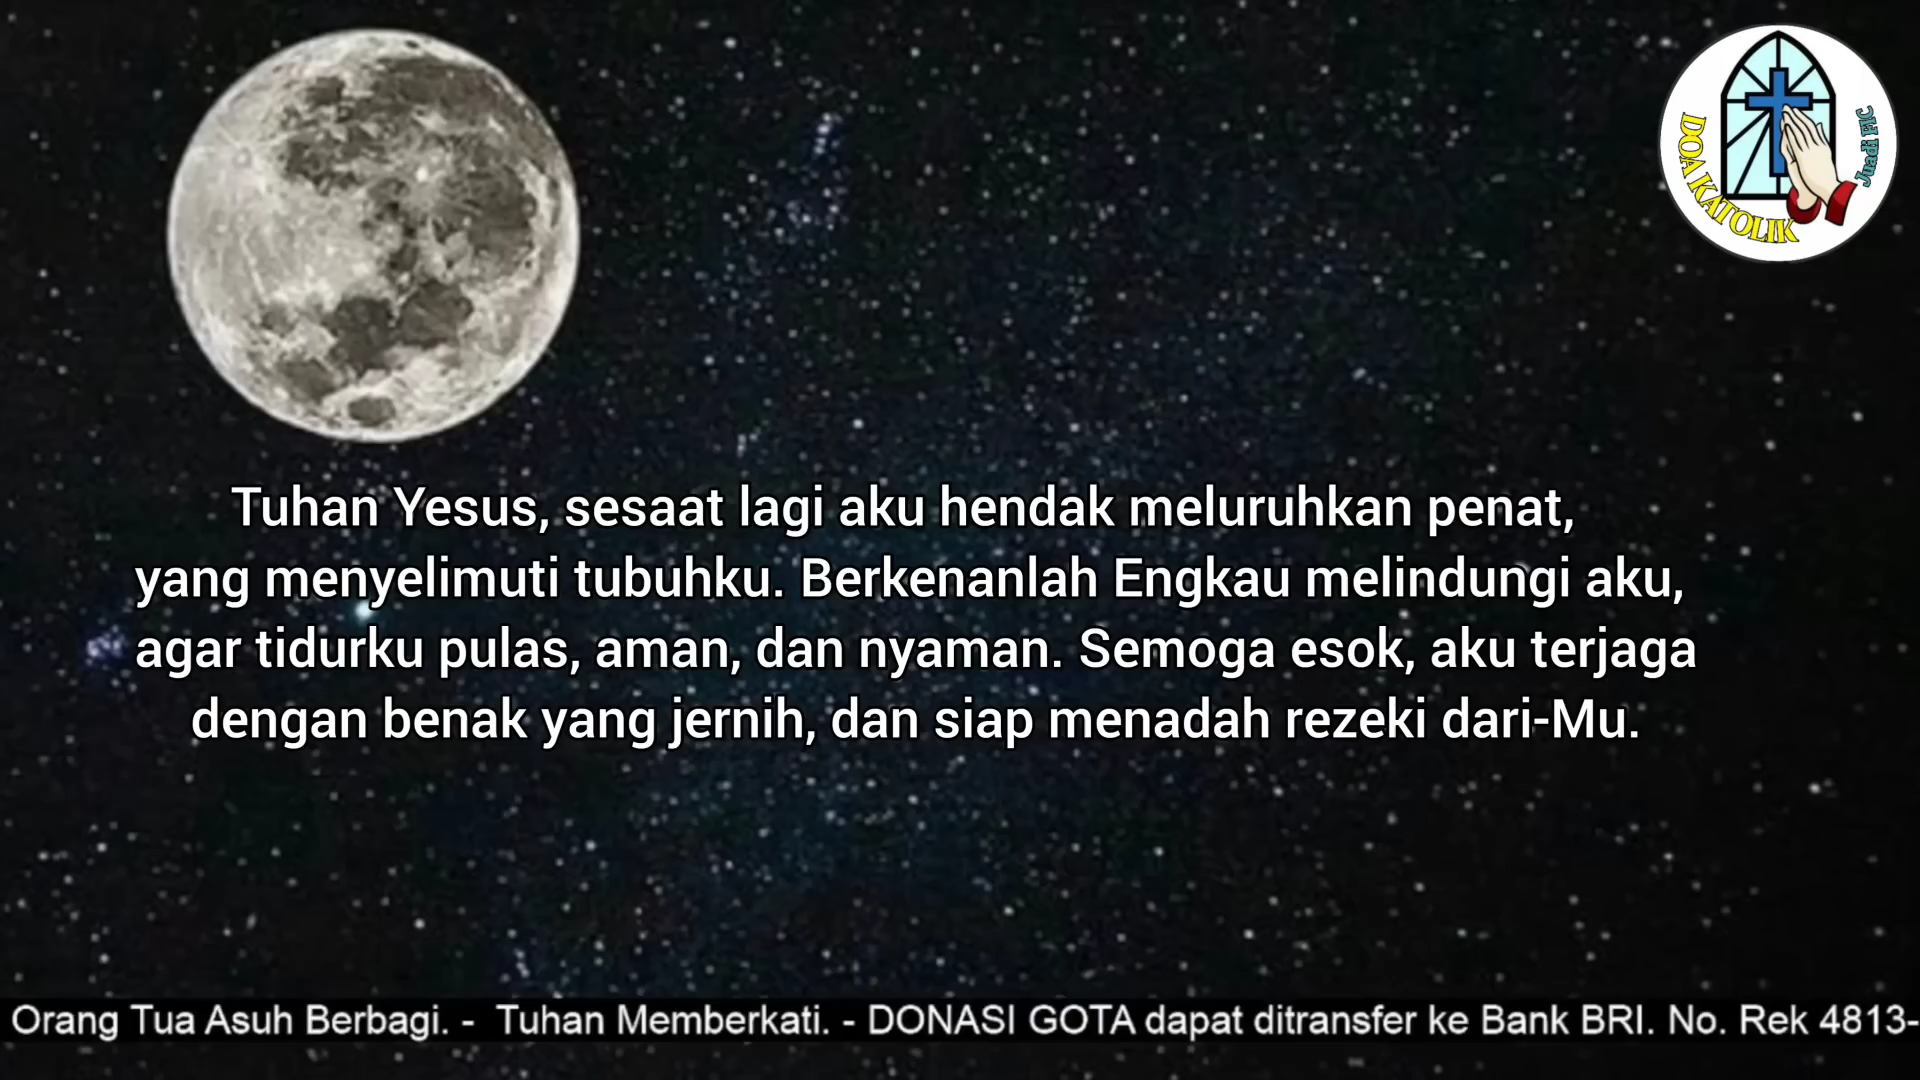 DOA KATOLIK
Juadi FIC
Tuhan Yesus, sesaat lagi aku hendak meluruhkan penat,
yang menyelimuti tubuhku. Berkenanlah Engkau melindungi aku,
agar tidurku pulas, aman, dan nyaman. Semoga esok, aku terjaga
dengan benak yang jernih, dan siap menadah rezeki dari-Mu.
Orang Tua Asuh Berbagi. - Tuhan Memberkati. - DONASI GOTA dapat ditransfer ke Bank BRI. No. Rek 4813-